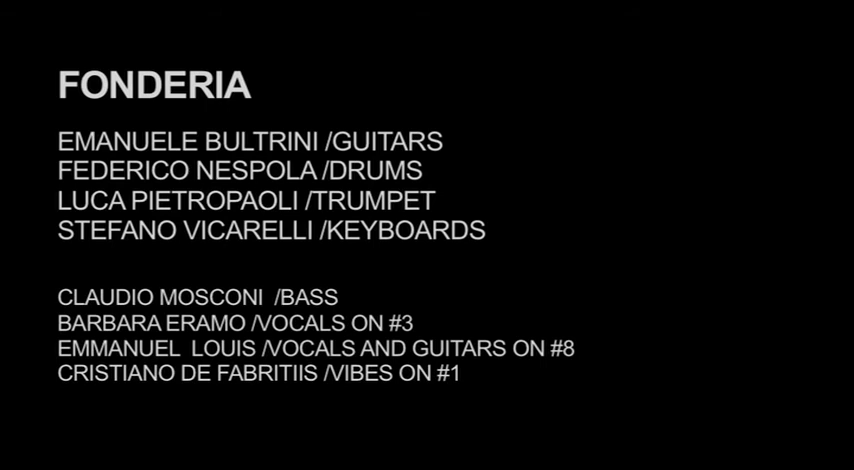 FONDERIA
EMANUELE BULTRINI /GUITARS
FEDERICO NESPOLA /DRUMS
LUCA PIETROPAOLI /TRUMPET
STEFANO VICARELLI /KEYBOARDS
CLAUDIO MOSCONI /BASS
BARBARA ERAMO /VOCALS ON #3
EMMANUEL LOUIS /VOCALS AND GUITARS ON #8
CRISTIANO DE FABRITIIS /VIBES ON #1